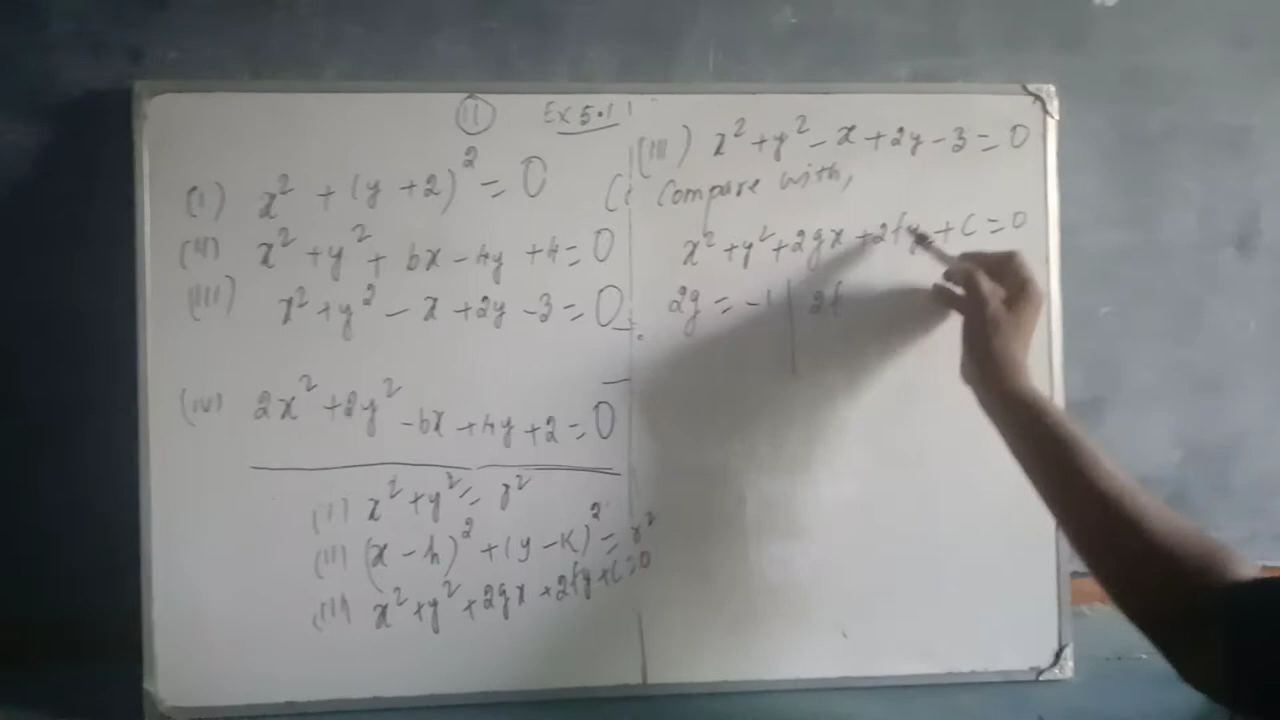 (11) Ex 5.11
(i) x² + (y + 2)² = 0
(ii) x² + y² + 6x - 4y + 4 = 0
(iii) x² + y² - x + 2y - 3 = 0
(iv) 2x² + 2y² - 6x + 4y + 2 = 0
(i) x² + y² = r²
(ii) (x - h)² + (y - k)² = r²
(iii) x² + y² + 2gx + 2fy + c = 0
(iii) x² + y² - x + 2y - 3 = 0
Compare with,
x² + y² + 2gx + 2fy + c = 0
2g = -1 | 2f